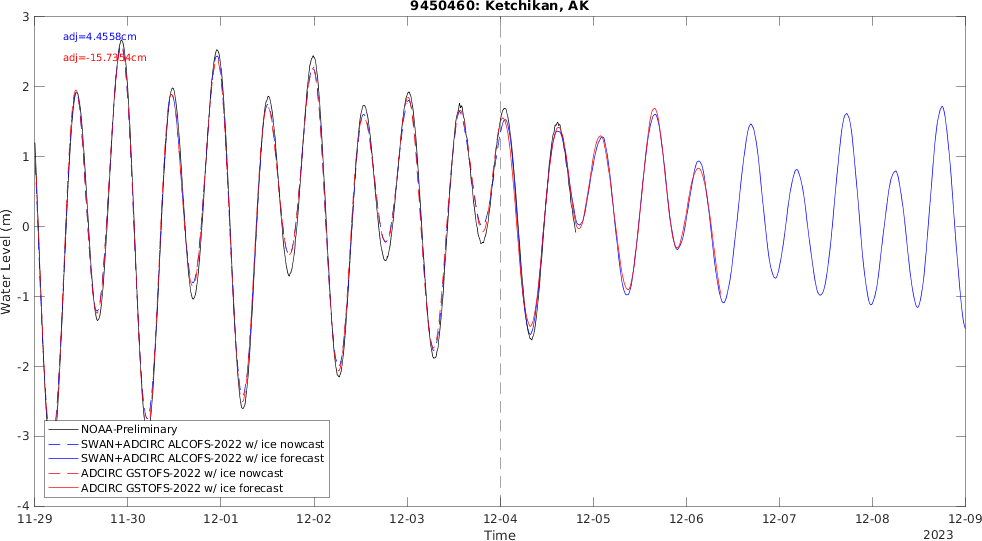 9450460: Ketchikan, AK
adj=4.4558cm
adj=-15.7354cm
3
2
1
0
-1
-2
-3
-4
Water Level (m)
NOAA-Preliminary
SWAN+ADCIRC ALCOFS-2022 w/ ice nowcast
SWAN+ADCIRC ALCOFS-2022 w/ ice forecast
ADCIRC GSTOFS-2022 w/ ice nowcast
ADCIRC GSTOFS-2022 w/ ice forecast
11-29 11-30 12-01 12-02 12-03 12-04 12-05 12-06 12-07 12-08 12-09
Time
2023